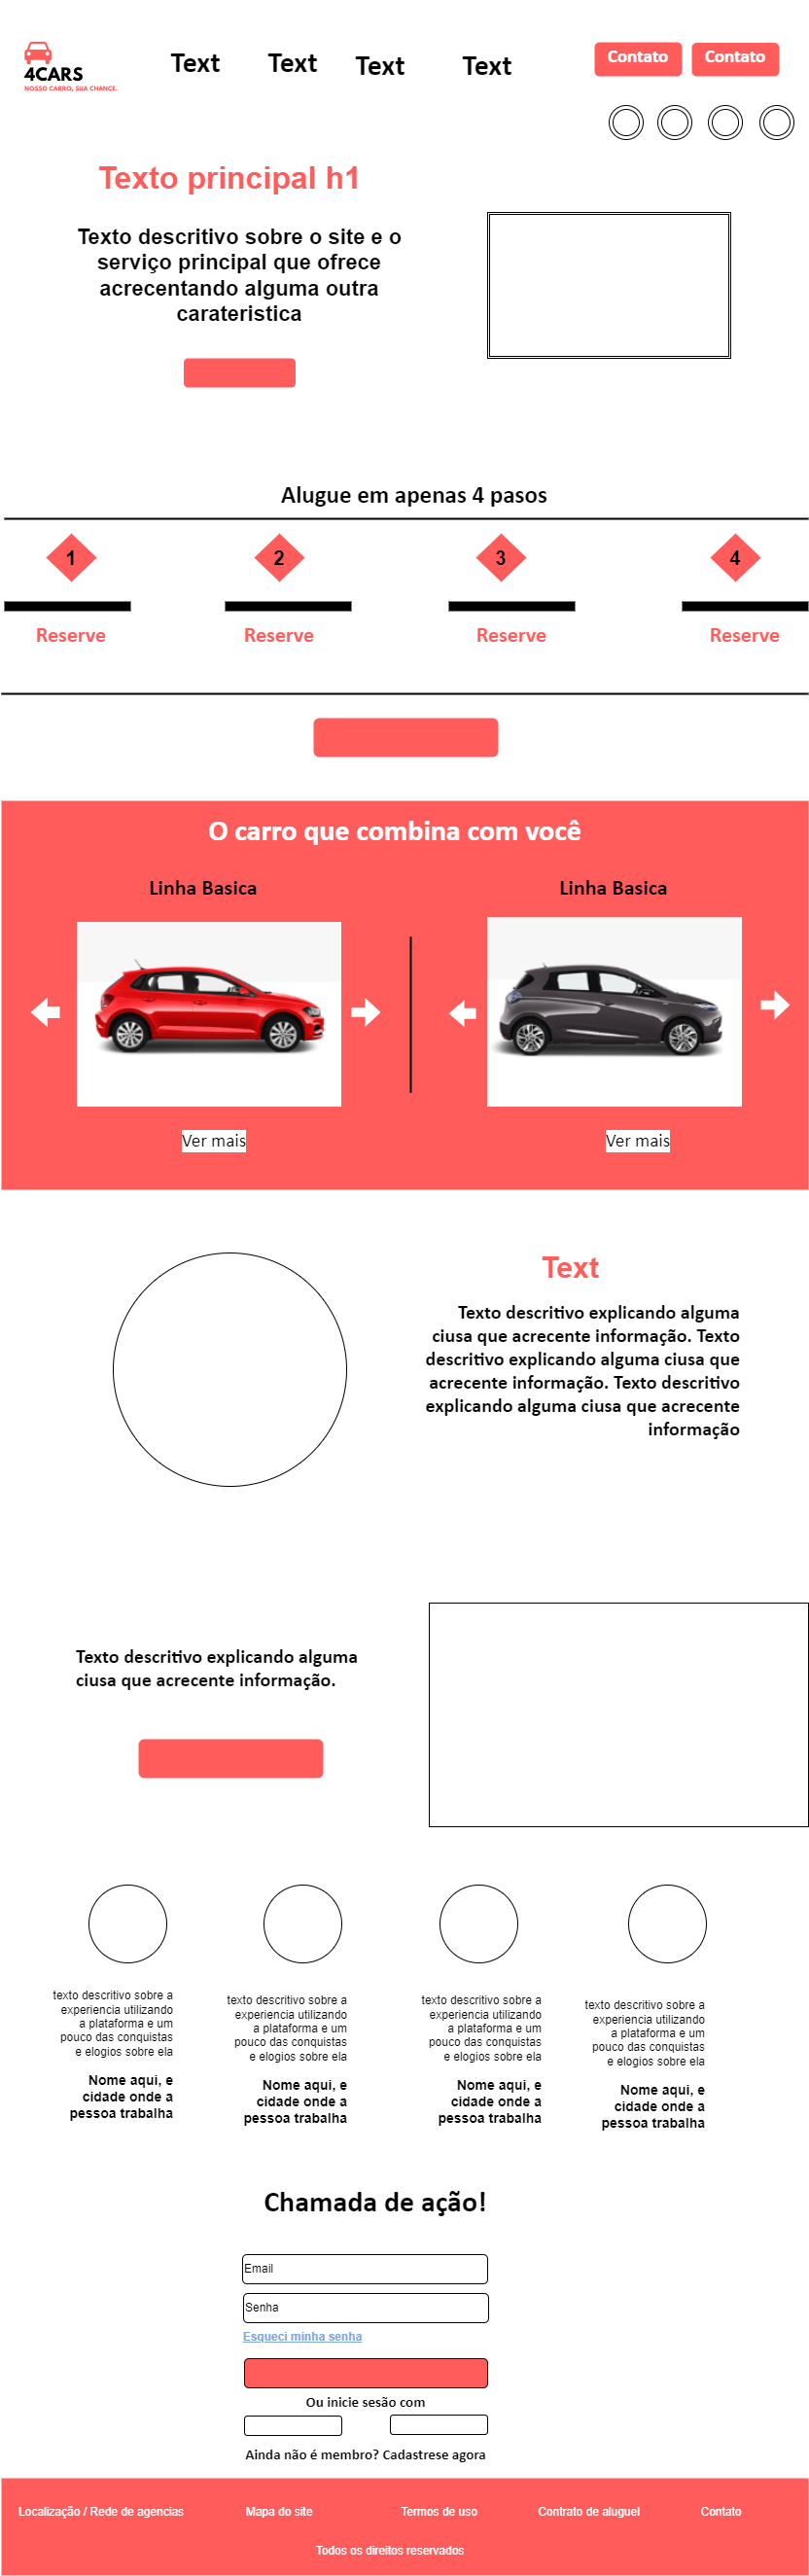 4CARS
NOSSO CARRO, SUA CHANCE.
Text
Text
Text
Text
Contato
Contato
Texto principal h1
Texto descritivo sobre o site e o
serviço principal que ofrece
acrecentando alguma outra
carateristica
Alugue em apenas 4 pasos
1
2
3
4
Reserve
Reserve
Reserve
Reserve
O carro que combina com você
Linha Basica
Linha Basica
Ver mais
Ver mais
Text
Texto descritivo explicando alguma
ciusa que acrecente informação. Texto
descritivo explicando alguma ciusa que
acrecente informação. Texto descritivo
explicando alguma ciusa que acrecente
informação
Texto descritivo explicando alguma
ciusa que acrecente informação.
texto descritivo sobre a
experiencia utilizando
a plataforma e um
pouco das conquistas
e elogios sobre ela
Nome aqui, e
cidade onde a
pessoa trabalha
texto descritivo sobre a
experiencia utilizando
a plataforma e um
pouco das conquistas
e elogios sobre ela
Nome aqui, e
cidade onde a
pessoa trabalha
texto descritivo sobre a
experiencia utilizando
a plataforma e um
pouco das conquistas
e elogios sobre ela
Nome aqui, e
cidade onde a
pessoa trabalha
texto descritivo sobre a
experiencia utilizando
a plataforma e um
pouco das conquistas
e elogios sobre ela
Nome aqui, e
cidade onde a
pessoa trabalha
Chamada de ação!
Email
Senha
Esqueci minha senha
Ou inicie sesão com
Ainda não é membro? Cadastrese agora
Localização / Rede de agencias
Mapa do site
Termos de uso
Contrato de aluguel
Contato
Todos os direitos reservados